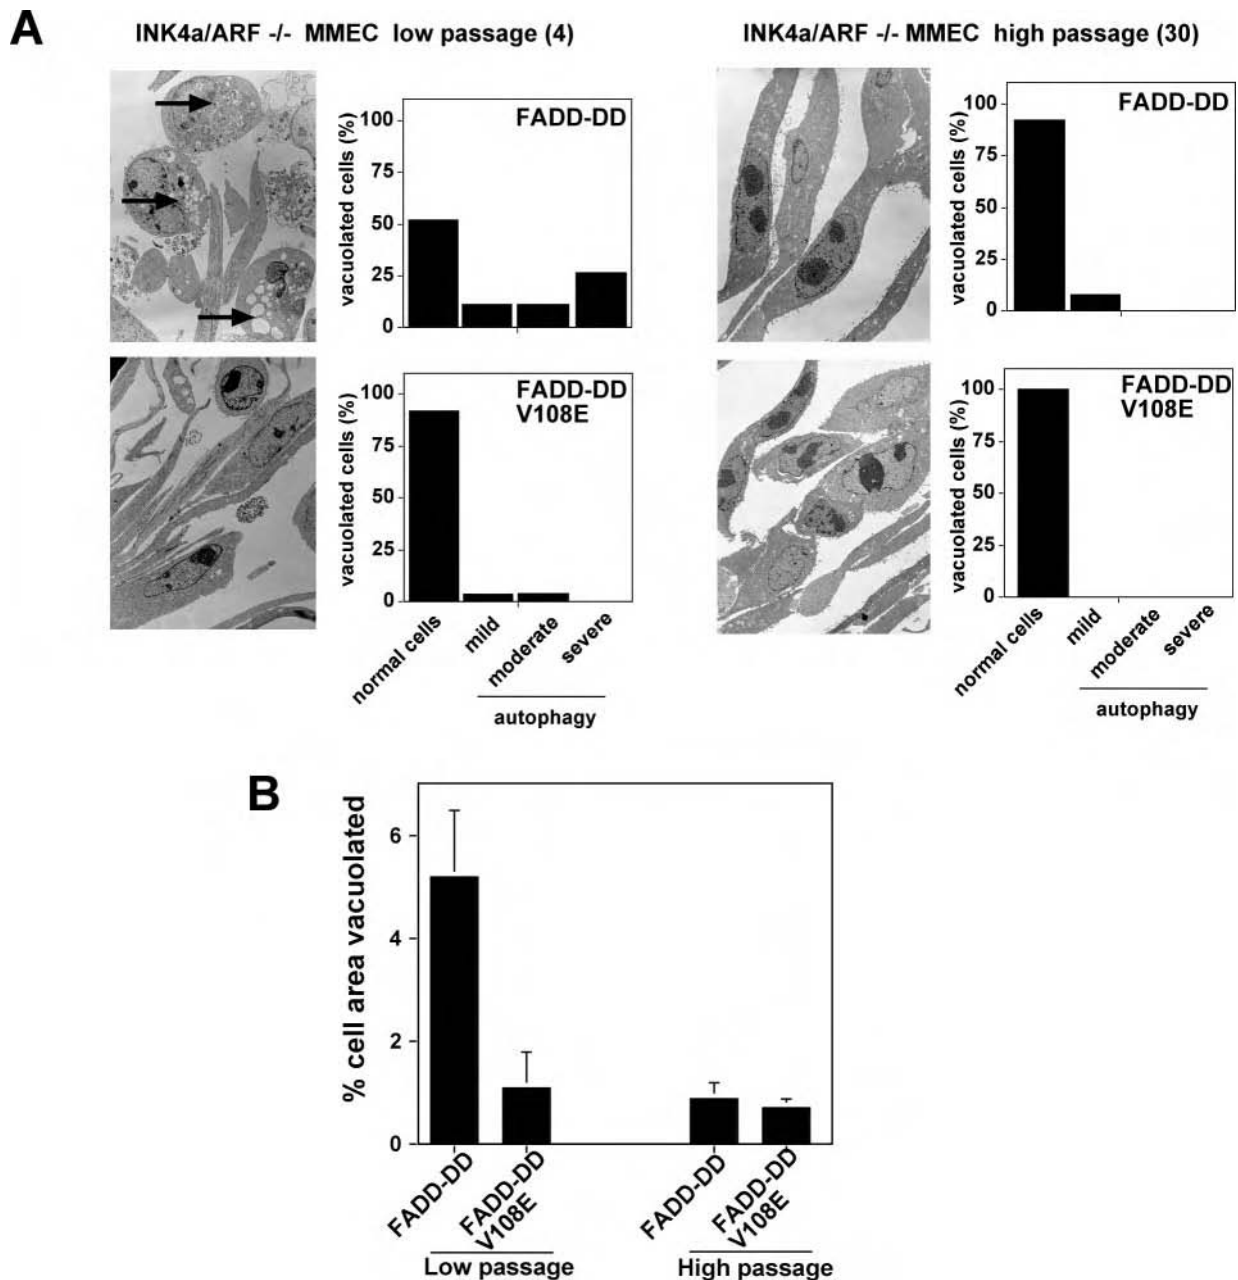 A
INK4a/ARF -/- MMEC low passage (4)
INK4a/ARF -/- MMEC high passage (30)
vacuolated cells (%)
100
75
50
25
0
FADD-DD
vacuolated cells (%)
100
75
50
25
0
FADD-DD
vacuolated cells (%)
100
75
50
25
0
FADD-DD
V108E
normal cells
mild
moderate
severe
autophagy
vacuolated cells (%)
100
75
50
25
0
FADD-DD
V108E
normal cells
mild
moderate
severe
autophagy
B
% cell area vacuolated
6
4
2
0
FADD-DD
FADD-DD
V108E
FADD-DD
FADD-DD
V108E
Low passage
High passage